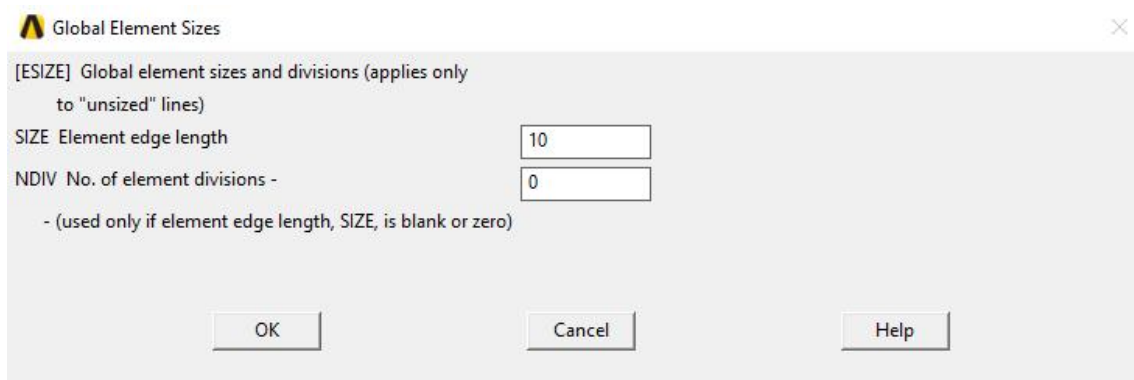 Global Element Sizes
[ESIZE] Global element sizes and divisions (applies only
to "unsized" lines)
SIZE Element edge length 10
NDIV No. of element divisions - 0
- (used only if element edge length, SIZE, is blank or zero)
OK Cancel Help